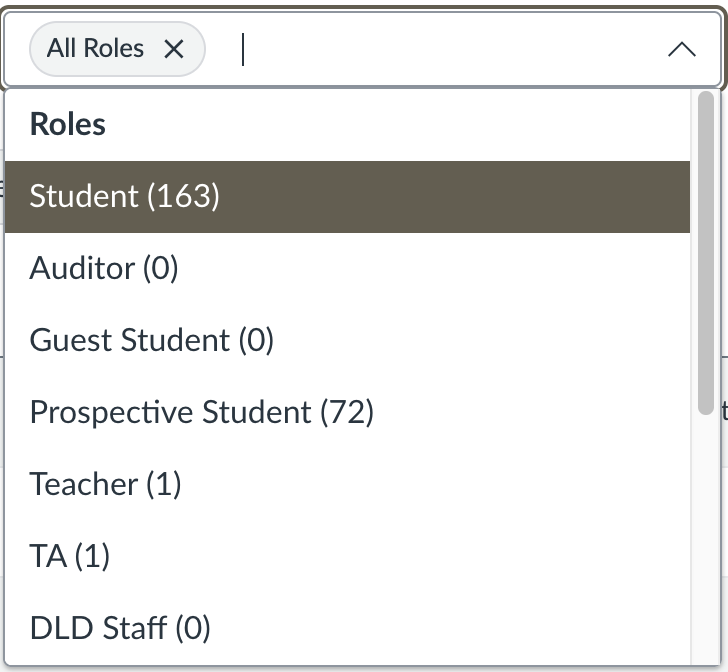 All Roles
Roles
Student (163)
Auditor (0)
Guest Student (0)
Prospective Student (72)
Teacher (1)
TA (1)
DLD Staff (0)